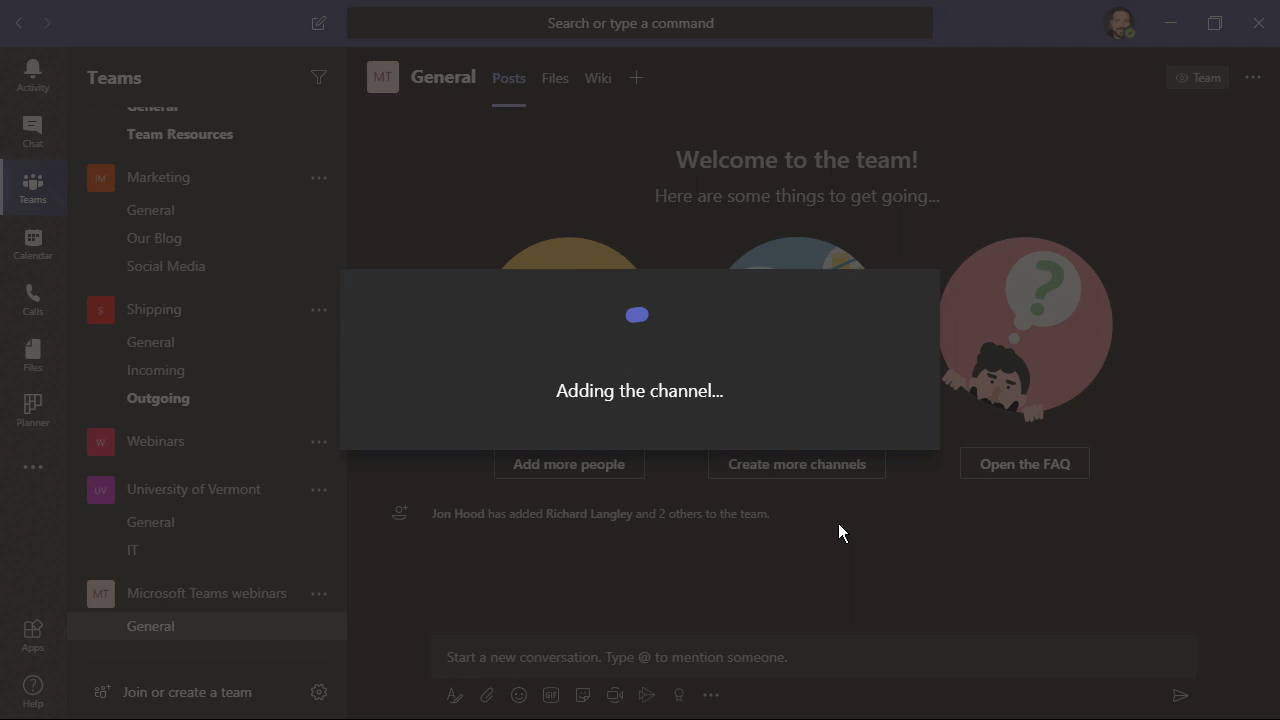 Search or type a command
Activity
Chat
Teams
Calendar
Calls
Files
Planner
Apps
Help
Teams
General
Team Resources
IM
Marketing
General
Our Blog
Social Media
S
Shipping
General
Incoming
Outgoing
W
Webinars
UV
University of Vermont
General
IT
MT
Microsoft Teams webinars
General
Join or create a team
MT
General
Posts
Files
Wiki
Team
Welcome to the team!
Here are some things to get going...
?
Adding the channel...
Add more people
Create more channels
Open the FAQ
Jon Hood has added Richard Langley and 2 others to the team.
Start a new conversation. Type @ to mention someone.
GIF